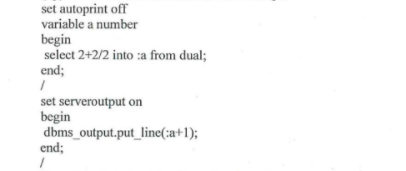 set autoprint off
variable a number
begin
select 2+2/2 into :a from dual;
end;
/
set serveroutput on
begin
dbms_output.put_line(:a+1);
end;
/